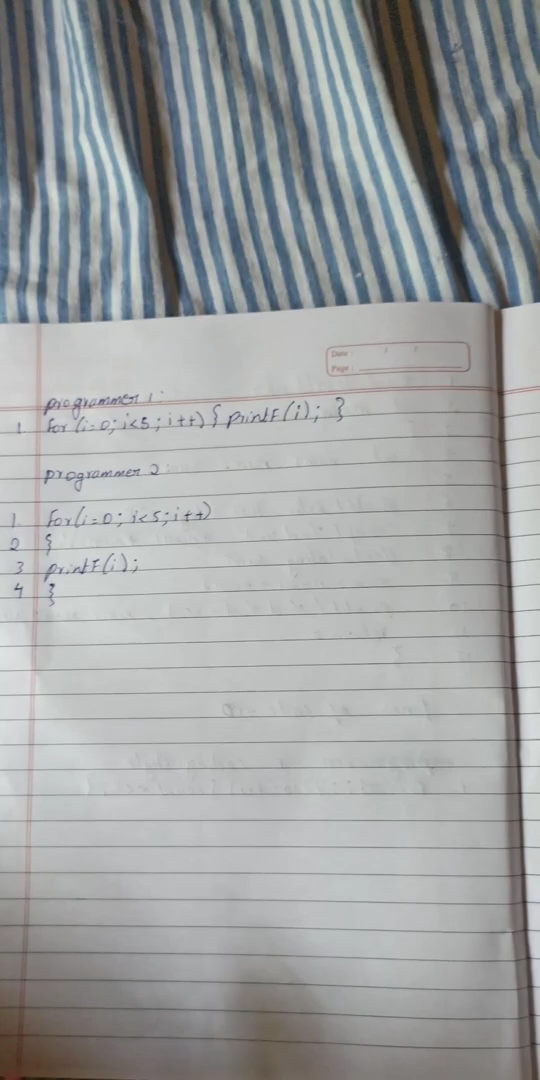 Date : / /
Page :
programmer 1:
1. For (i=0; i<5; i++) { printf(i); }
programmer 2
1. For(i=0; i<5; i++)
2 {
3 printf(i);
4 }